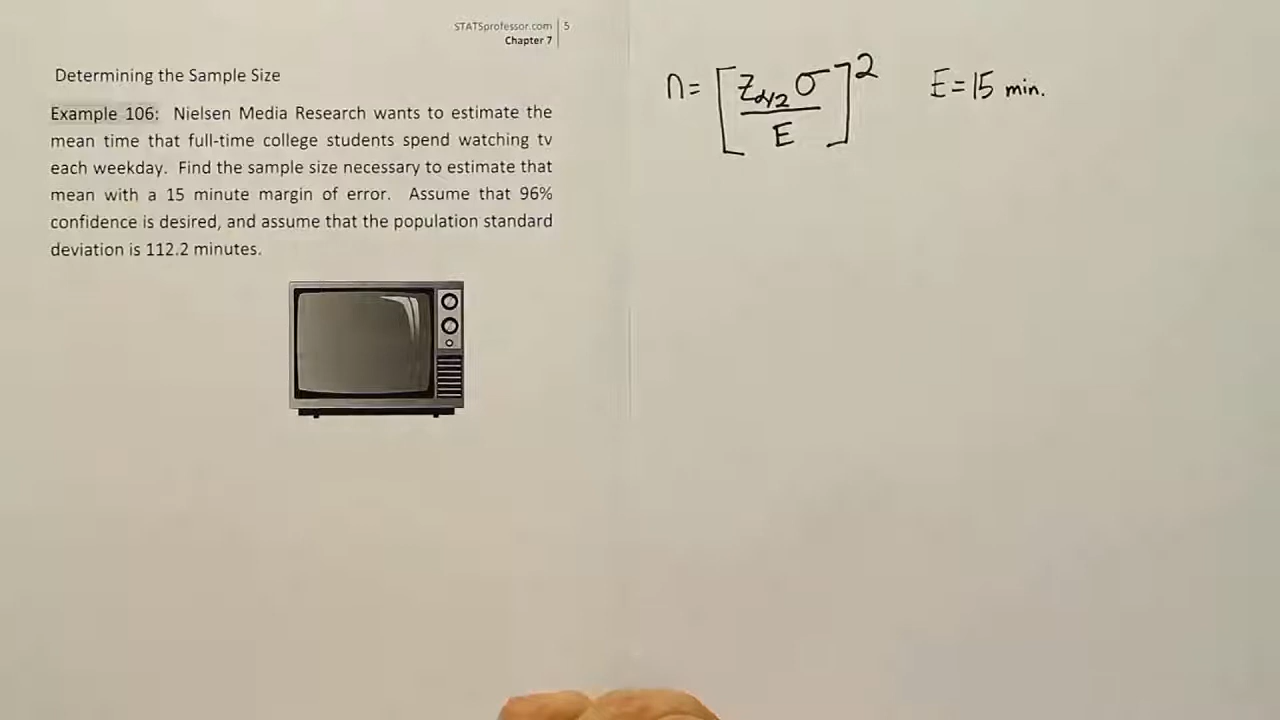 STATSprofessor.com 5
Chapter 7
Determining the Sample Size
Example 106: Nielsen Media Research wants to estimate the
mean time that full-time college students spend watching tv
each weekday. Find the sample size necessary to estimate that
mean with a 15 minute margin of error. Assume that 96%
confidence is desired, and assume that the population standard
deviation is 112.2 minutes.
n = [ Zα/2 σ / E ]²
E = 15 min.